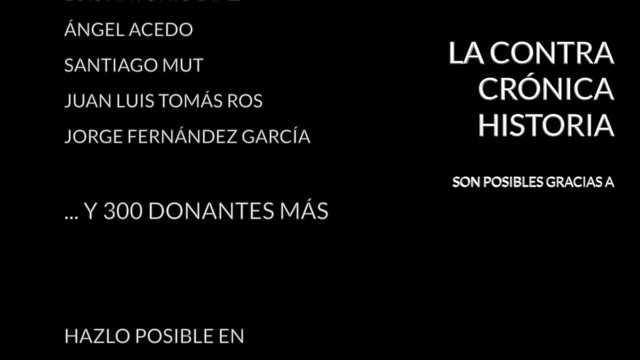 ÁNGEL ACEDO
SANTIAGO MUT
JUAN LUIS TOMÁS ROS
JORGE FERNÁNDEZ GARCÍA
... Y 300 DONANTES MÁS
HAZLO POSIBLE EN
LA CONTRA
CRÓNICA
HISTORIA
SON POSIBLES GRACIAS A